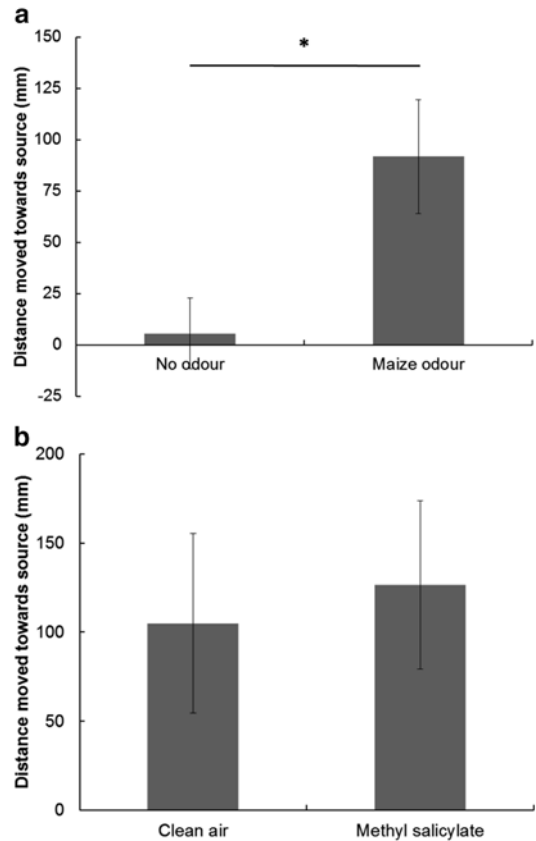 a
Distance moved towards source (mm)
150
125
100
75
50
25
0
-25
*
No odour
Maize odour
b
Distance moved towards source (mm)
200
150
100
50
0
Clean air
Methyl salicylate